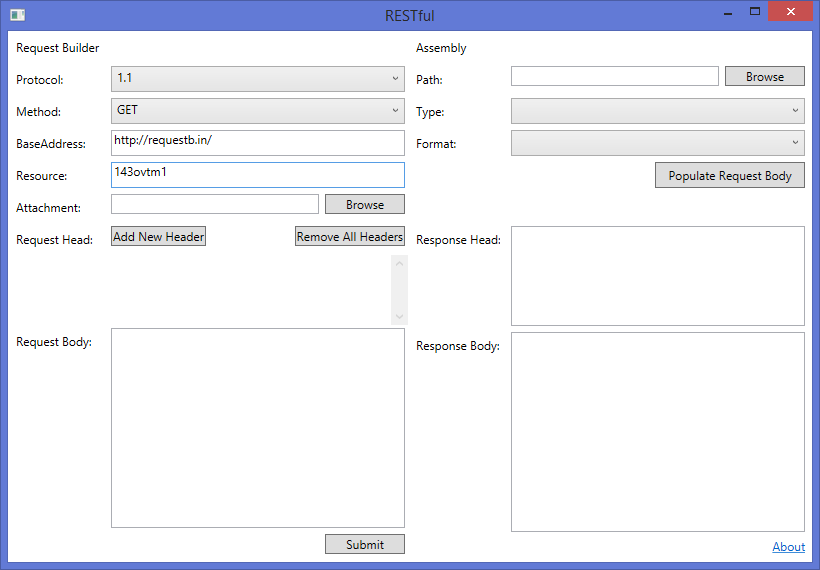 RESTful
Request Builder
Protocol: 1.1
Method: GET
BaseAddress: http://requestb.in/
Resource: 143ovtm1
Attachment: Browse
Request Head: Add New Header Remove All Headers
Request Body:
Submit
Assembly
Path: Browse
Type:
Format:
Populate Request Body
Response Head:
Response Body:
About